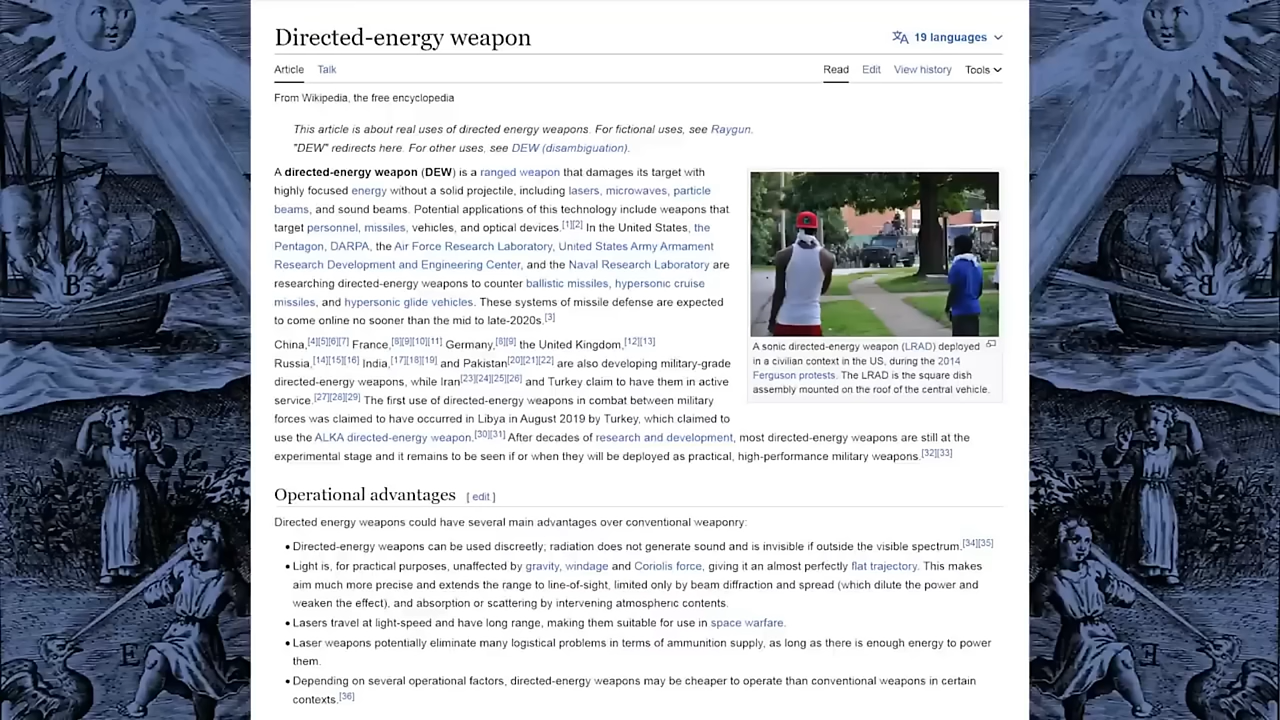 Directed-energy weapon
19 languages
Article Talk Read Edit View history Tools
From Wikipedia, the free encyclopedia
This article is about real uses of directed energy weapons. For fictional uses, see Raygun.
"DEW" redirects here. For other uses, see DEW (disambiguation).
A directed-energy weapon (DEW) is a ranged weapon that damages its target with
highly focused energy without a solid projectile, including lasers, microwaves, particle
beams, and sound beams. Potential applications of this technology include weapons that
target personnel, missiles, vehicles, and optical devices.[1][2] In the United States, the
Pentagon, DARPA, the Air Force Research Laboratory, United States Army Armament
Research Development and Engineering Center, and the Naval Research Laboratory are
researching directed-energy weapons to counter ballistic missiles, hypersonic cruise
missiles, and hypersonic glide vehicles. These systems of missile defense are expected
to come online no sooner than the mid to late-2020s.[3]
China,[4][5][6][7] France,[8][9][10][11] Germany,[8][9] the United Kingdom,[12][13]
Russia,[14][15][16] India,[17][18][19] and Pakistan[20][21][22] are also developing military-grade
directed-energy weapons, while Iran[23][24][25][26] and Turkey claim to have them in active
service.[27][28][29] The first use of directed-energy weapons in combat between military
forces was claimed to have occurred in Libya in August 2019 by Turkey, which claimed to
use the ALKA directed-energy weapon.[30][31] After decades of research and development, most directed-energy weapons are still at the
experimental stage and it remains to be seen if or when they will be deployed as practical, high-performance military weapons.[32][33]
A sonic directed-energy weapon (LRAD) deployed
in a civilian context in the US, during the 2014
Ferguson protests. The LRAD is the square dish
assembly mounted on the roof of the central vehicle.
Operational advantages [ edit ]
Directed energy weapons could have several main advantages over conventional weaponry:
• Directed-energy weapons can be used discreetly; radiation does not generate sound and is invisible if outside the visible spectrum.[34][35]
• Light is, for practical purposes, unaffected by gravity, windage and Coriolis force, giving it an almost perfectly flat trajectory. This makes
aim much more precise and extends the range to line-of-sight, limited only by beam diffraction and spread (which dilute the power and
weaken the effect), and absorption or scattering by intervening atmospheric contents.
• Lasers travel at light-speed and have long range, making them suitable for use in space warfare.
• Laser weapons potentially eliminate many logistical problems in terms of ammunition supply, as long as there is enough energy to power
them.
• Depending on several operational factors, directed-energy weapons may be cheaper to operate than conventional weapons in certain
contexts.[36]
B
D
E